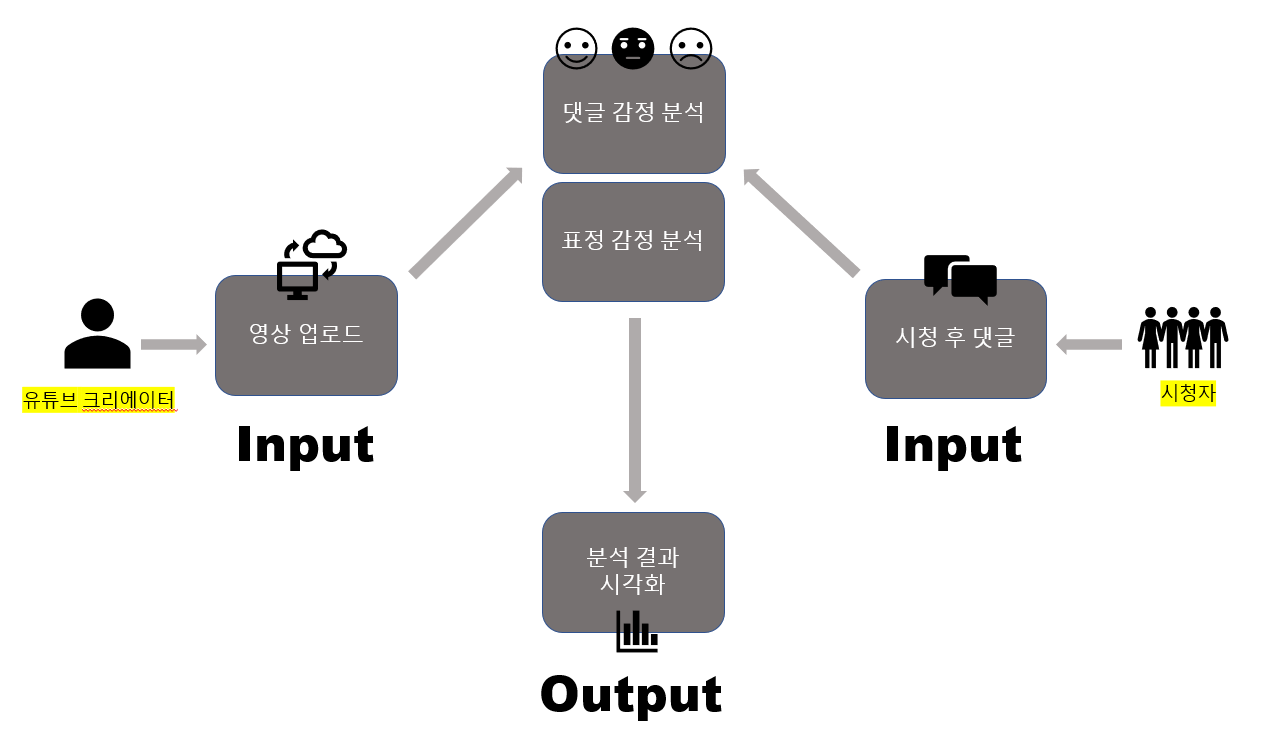 댓글 감정 분석
표정 감정 분석
영상 업로드
시청 후 댓글
유튜브 크리에이터
시청자
Input
Input
분석 결과
시각화
Output